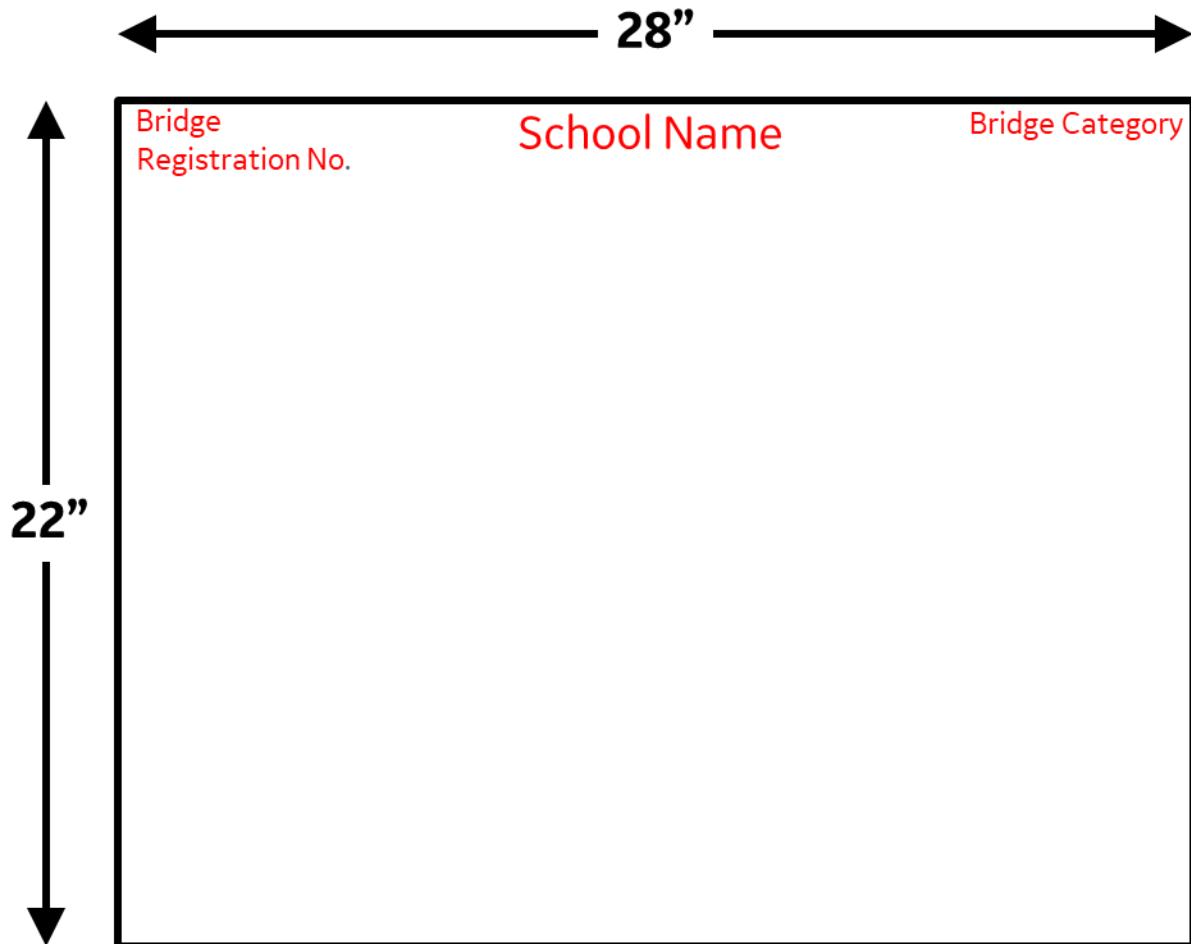 28”
Bridge
Registration No.
School Name
Bridge Category
22”